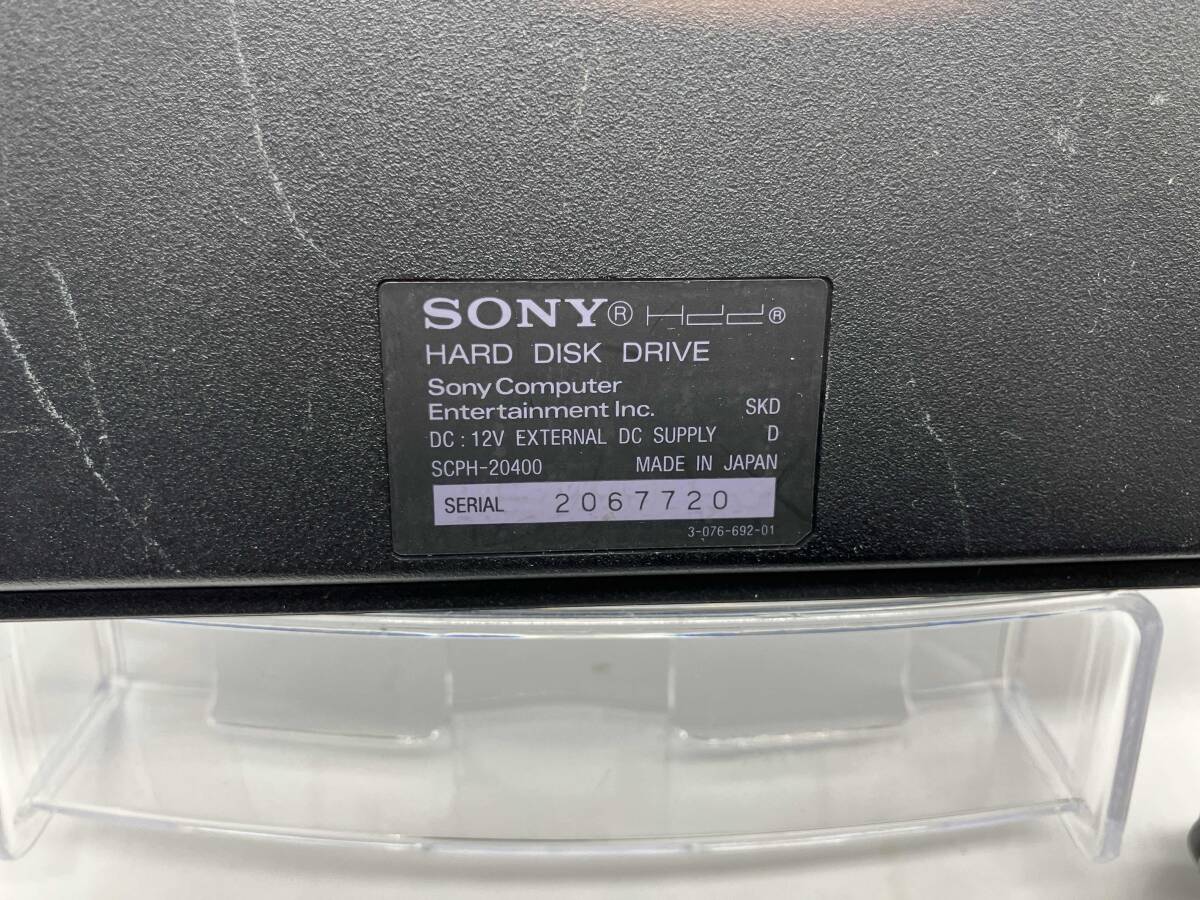 SONY® HDD®
HARD DISK DRIVE
Sony Computer
Entertainment Inc. SKD
DC : 12V EXTERNAL DC SUPPLY D
SCPH-20400 MADE IN JAPAN
SERIAL 2067720
3-076-692-01